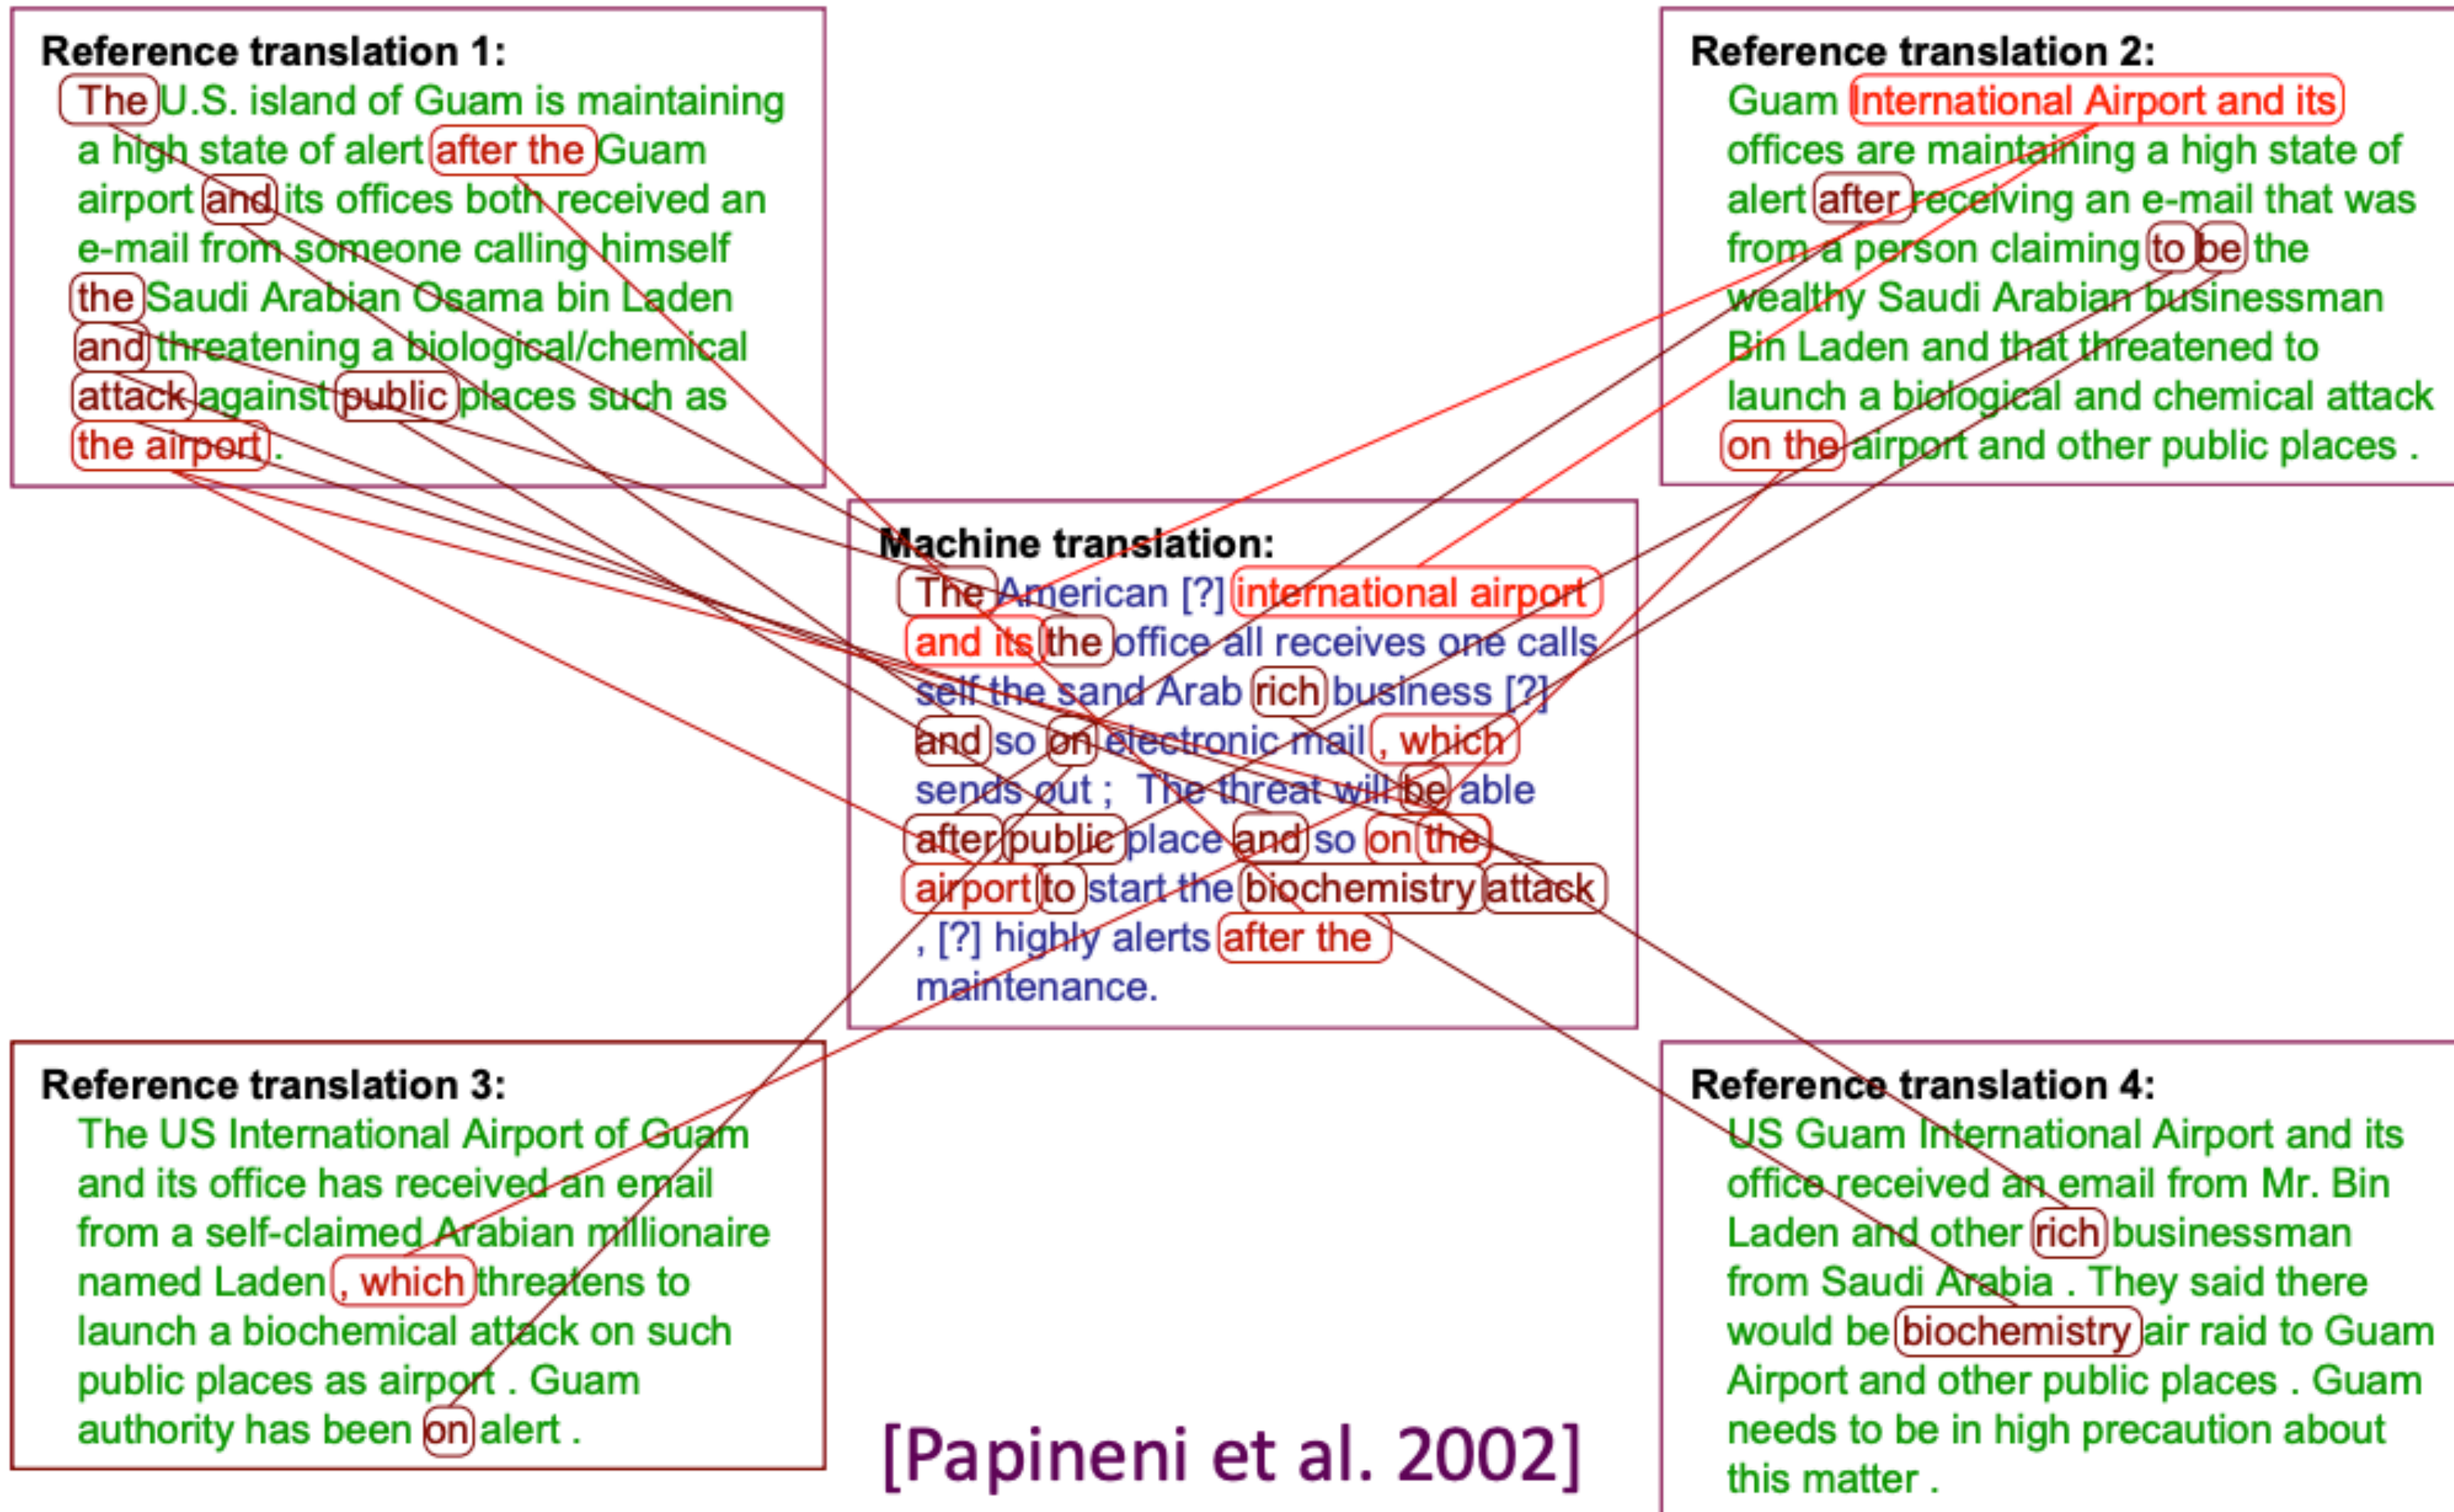 Reference translation 1:
The U.S. island of Guam is maintaining
a high state of alert after the Guam
airport and its offices both received an
e-mail from someone calling himself
the Saudi Arabian Osama bin Laden
and threatening a biological/chemical
attack against public places such as
the airport .
Reference translation 2:
Guam International Airport and its
offices are maintaining a high state of
alert after receiving an e-mail that was
from a person claiming to be the
wealthy Saudi Arabian businessman
Bin Laden and that threatened to
launch a biological and chemical attack
on the airport and other public places .
Machine translation:
The American [?] international airport
and its the office all receives one calls
self the sand Arab rich business [?]
and so on electronic mail , which
sends out ; The threat will be able
after public place and so on the
airport to start the biochemistry attack
, [?] highly alerts after the
maintenance.
Reference translation 3:
The US International Airport of Guam
and its office has received an email
from a self-claimed Arabian millionaire
named Laden , which threatens to
launch a biochemical attack on such
public places as airport . Guam
authority has been on alert .
Reference translation 4:
US Guam International Airport and its
office received an email from Mr. Bin
Laden and other rich businessman
from Saudi Arabia . They said there
would be biochemistry air raid to Guam
Airport and other public places . Guam
needs to be in high precaution about
this matter .
[Papineni et al. 2002]